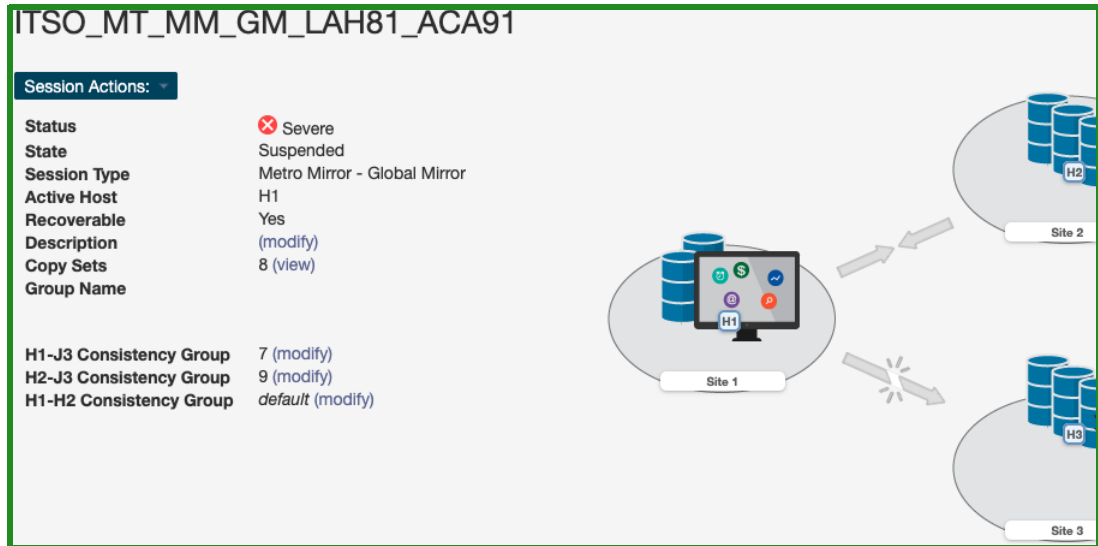 ITSO_MT_MM_GM_LAH81_ACA91
Session Actions:
Status Severe
State Suspended
Session Type Metro Mirror - Global Mirror
Active Host H1
Recoverable Yes
Description (modify)
Copy Sets 8 (view)
Group Name
H1-J3 Consistency Group 7 (modify)
H2-J3 Consistency Group 9 (modify)
H1-H2 Consistency Group default (modify)
H2
Site 2
$
@
H1
Site 1
H3
Site 3